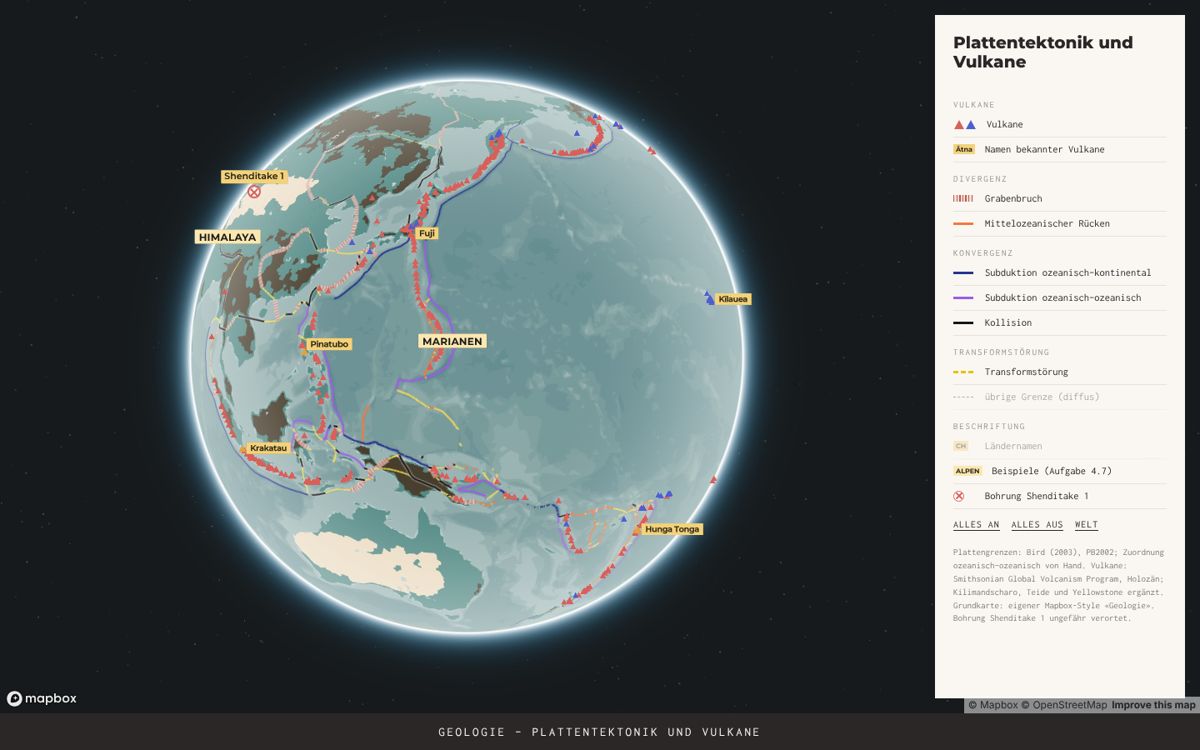 Shenditake 1
HIMALAYA
Fuji
Kilauea
Pinatubo
MARIANEN
Krakatau
Hunga Tonga
Plattentektonik und
Vulkane
VULKANE
Vulkane
Ätna Namen bekannter Vulkane
DIVERGENZ
Grabenbruch
Mittelozeanischer Rücken
KONVERGENZ
Subduktion ozeanisch-kontinental
Subduktion ozeanisch-ozeanisch
Kollision
TRANSFORMSTÖRUNG
Transformstörung
übrige Grenze (diffus)
BESCHRIFTUNG
CH Ländernamen
ALPEN Beispiele (Aufgabe 4.7)
Bohrung Shenditake 1
ALLES AN ALLES AUS WELT
Plattengrenzen: Bird (2003), PB2002; Zuordnung
ozeanisch-ozeanisch von Hand. Vulkane:
Smithsonian Global Volcanism Program, Holozän;
Kilimandscharo, Teide und Yellowstone ergänzt.
Grundkarte: eigener Mapbox-Style «Geologie».
Bohrung Shenditake 1 ungefähr verortet.
mapbox
© Mapbox © OpenStreetMap Improve this map
GEOLOGIE – PLATTENTEKTONIK UND VULKANE